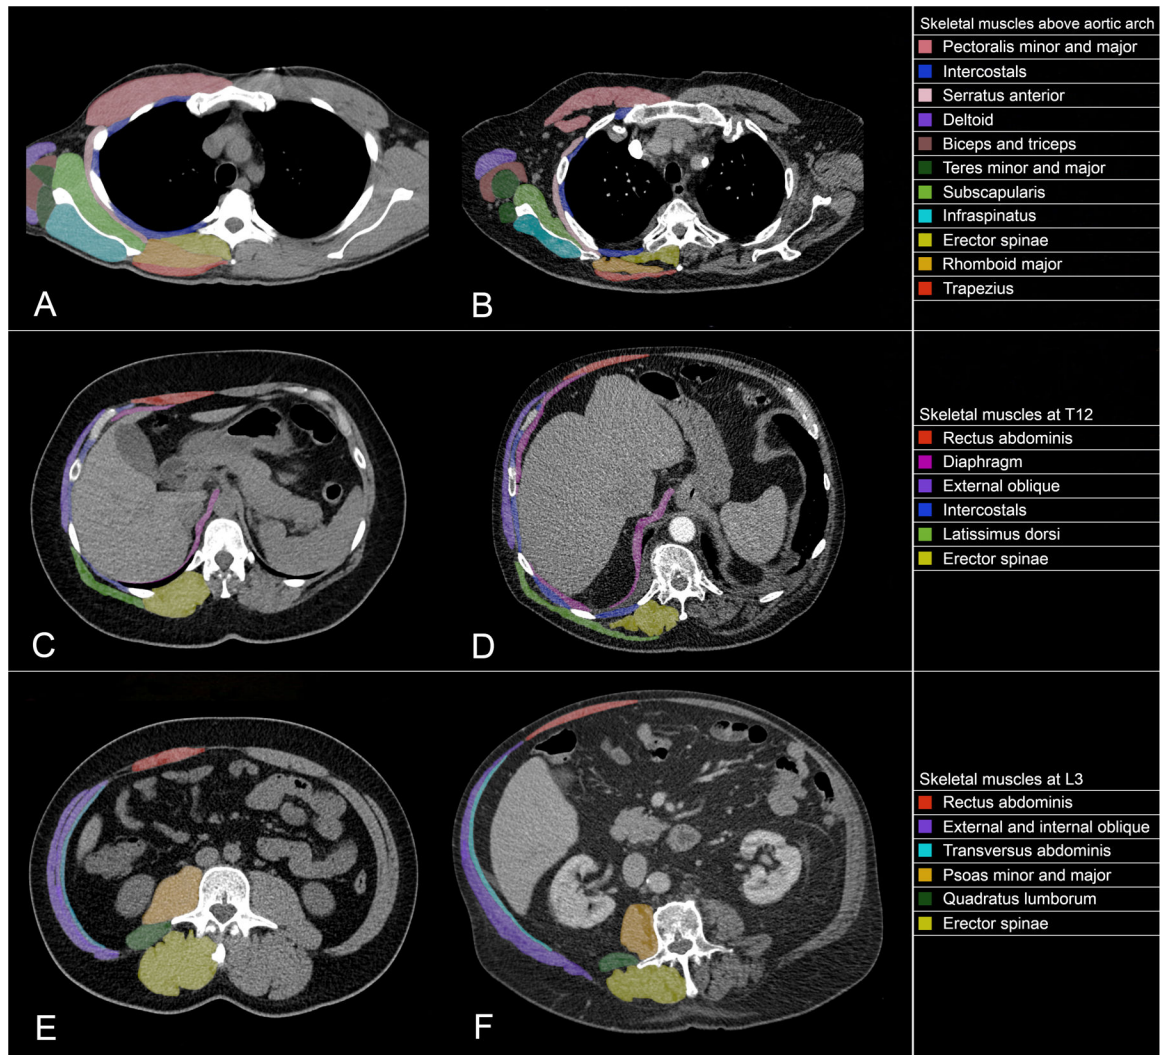 Skeletal muscles above aortic arch
Pectoralis minor and major
Intercostals
Serratus anterior
Deltoid
Biceps and triceps
Teres minor and major
Subscapularis
Infraspinatus
Erector spinae
Rhomboid major
Trapezius
A
B
Skeletal muscles at T12
Rectus abdominis
Diaphragm
External oblique
Intercostals
Latissimus dorsi
Erector spinae
C
D
Skeletal muscles at L3
Rectus abdominis
External and internal oblique
Transversus abdominis
Psoas minor and major
Quadratus lumborum
Erector spinae
E
F